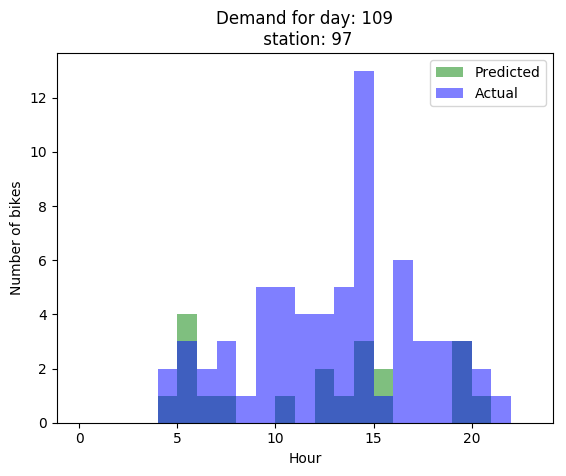 Demand for day: 109
station: 97
Predicted
Actual
Number of bikes
12
10
8
6
4
2
0
0 5 10 15 20
Hour